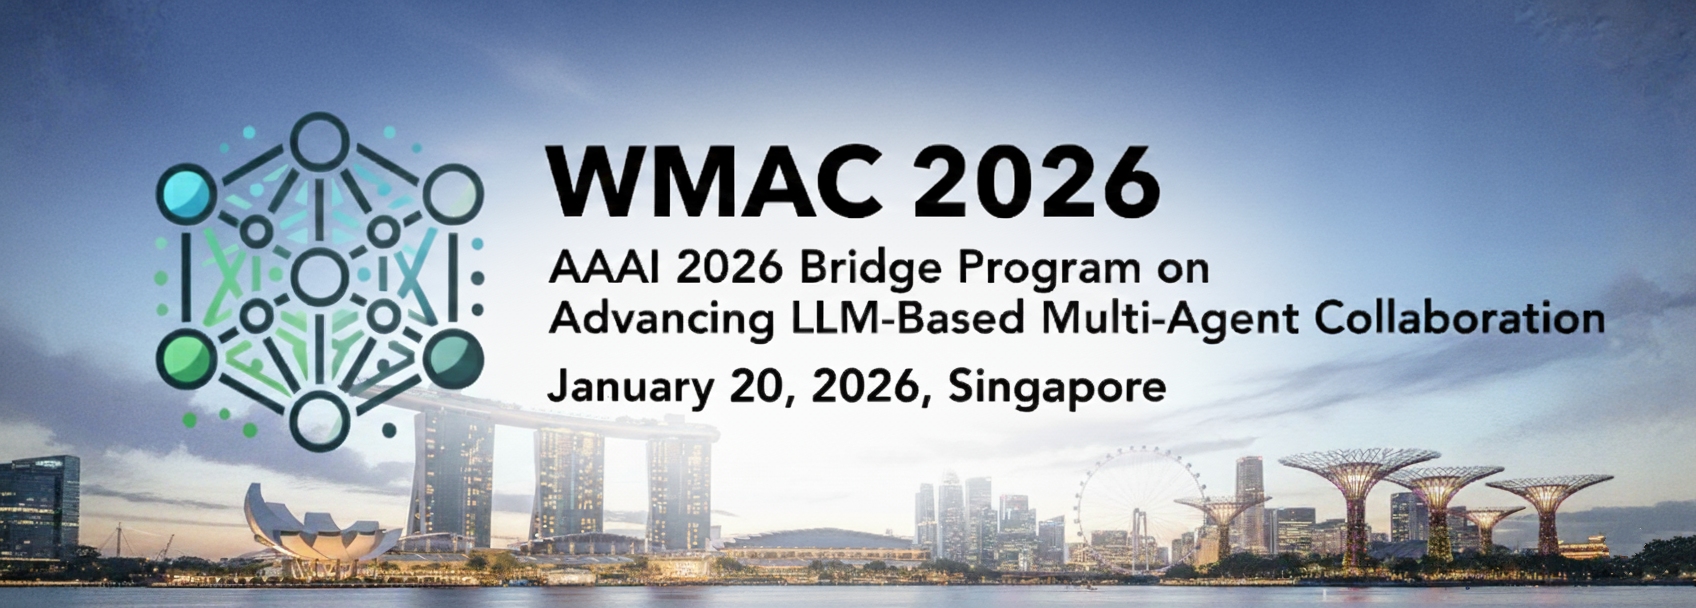 WMAC 2026
AAAI 2026 Bridge Program on
Advancing LLM-Based Multi-Agent Collaboration
January 20, 2026, Singapore